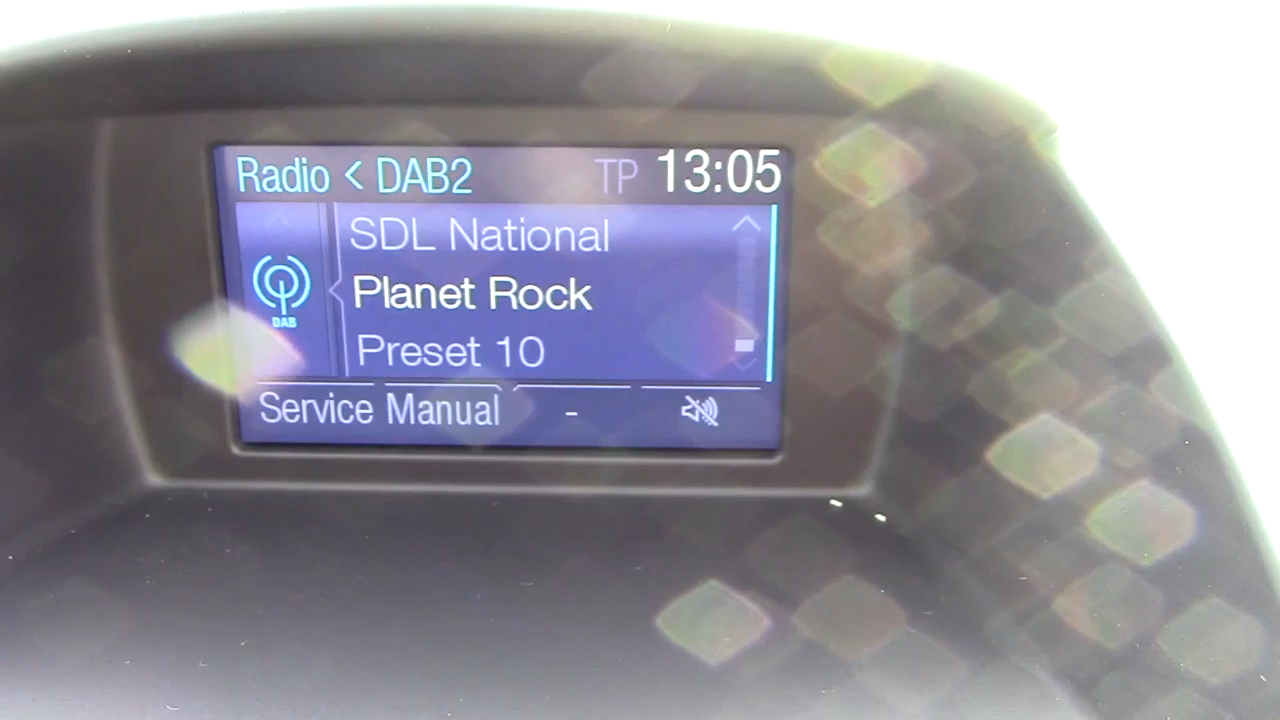 Radio < DAB2 TP 13:05
SDL National
DAB
Planet Rock
Preset 10
Service Manual -